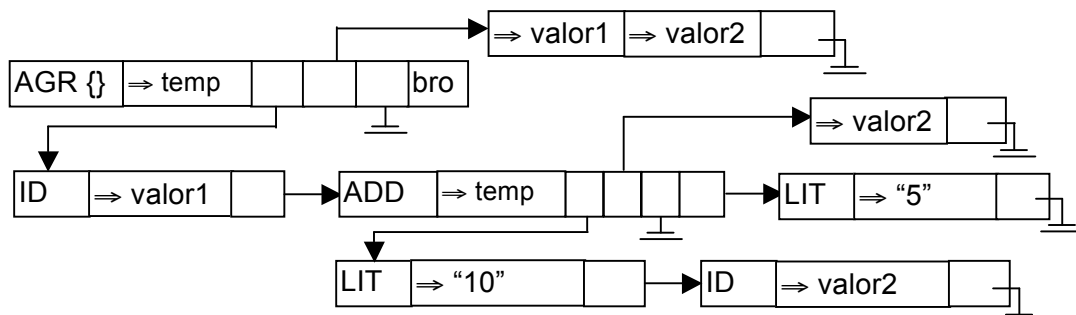 ⇒ valor1 ⇒ valor2
AGR {} ⇒ temp bro
⇒ valor2
ID ⇒ valor1 ADD ⇒ temp LIT ⇒ “5”
LIT ⇒ “10” ID ⇒ valor2